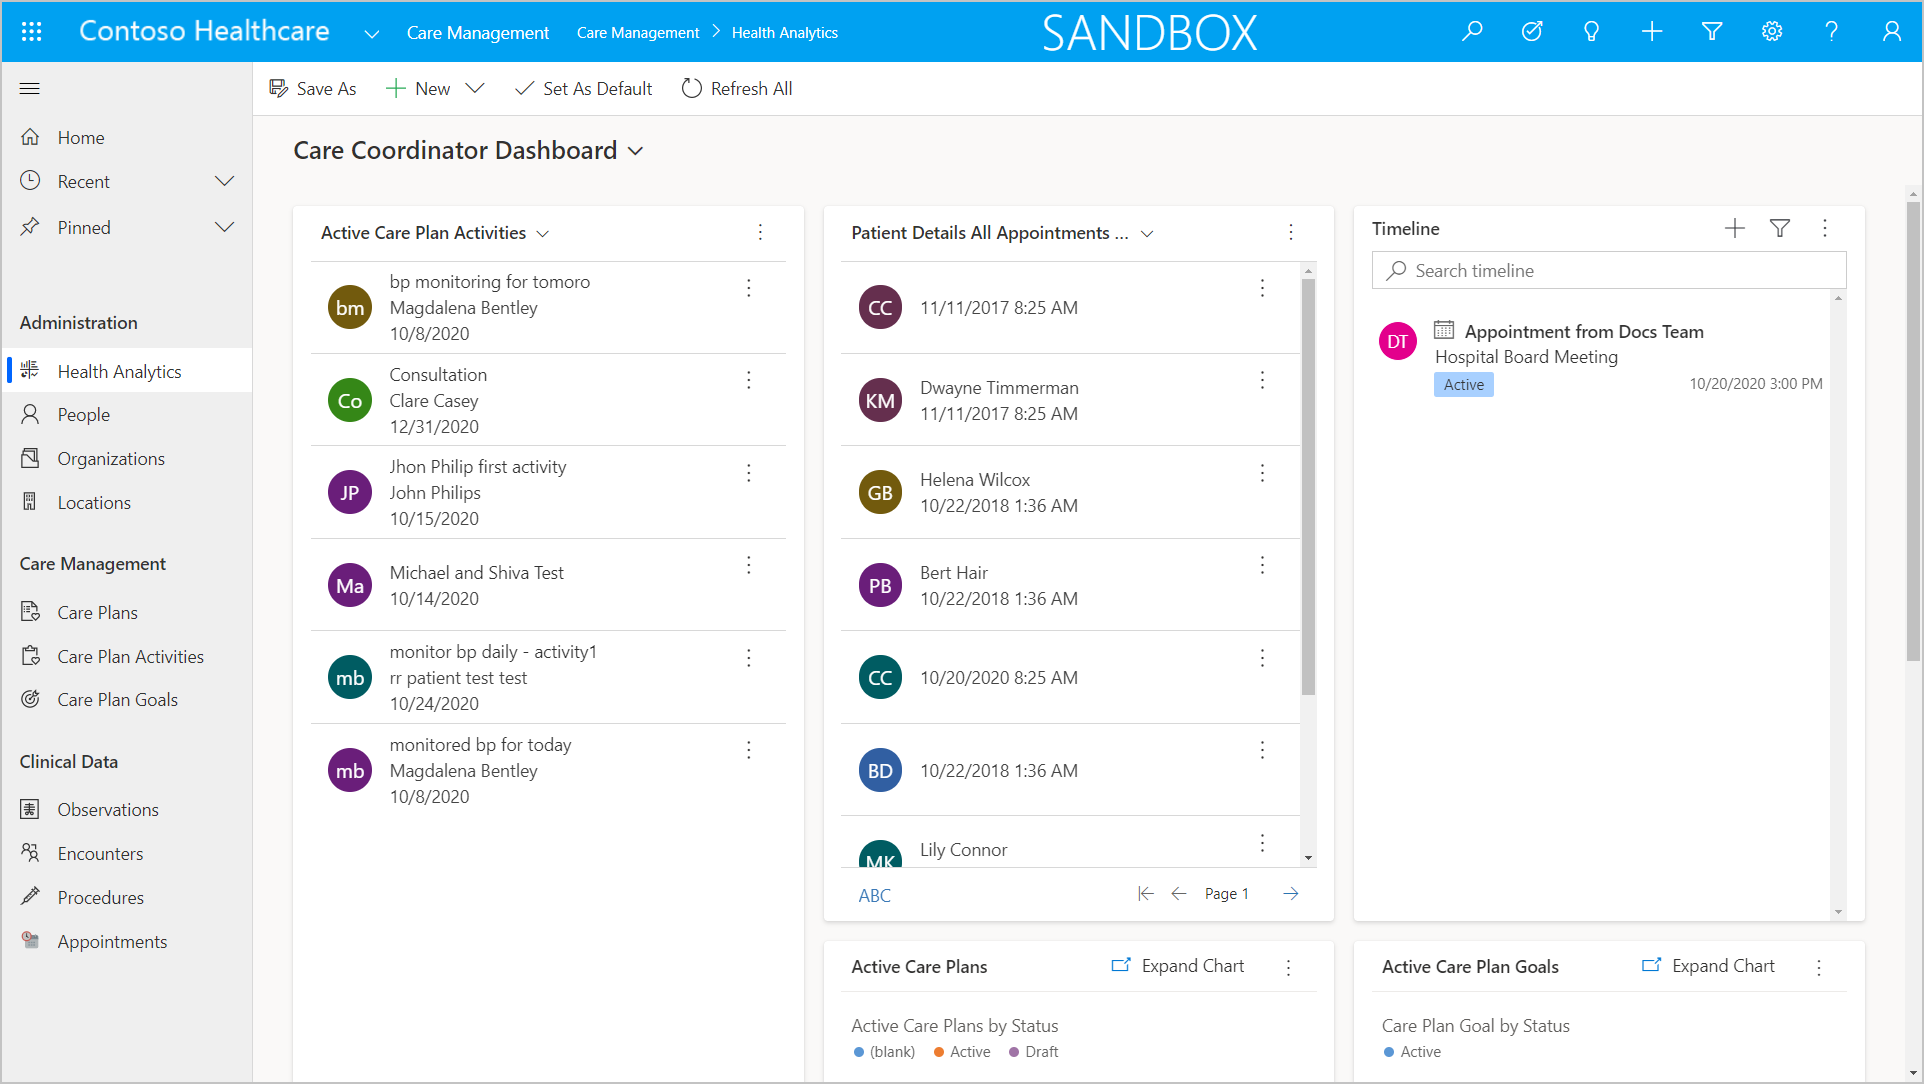 Contoso Healthcare
Care Management
Care Management
Health Analytics
SANDBOX
Save As
New
Set As Default
Refresh All
Home
Recent
Pinned
Administration
Health Analytics
People
Organizations
Locations
Care Management
Care Plans
Care Plan Activities
Care Plan Goals
Clinical Data
Observations
Encounters
Procedures
Appointments
Care Coordinator Dashboard
Active Care Plan Activities
bm
bp monitoring for tomoro
Magdalena Bentley
10/8/2020
Co
Consultation
Clare Casey
12/31/2020
JP
Jhon Philip first activity
John Philips
10/15/2020
Ma
Michael and Shiva Test
10/14/2020
mb
monitor bp daily - activity1
rr patient test test
10/24/2020
mb
monitored bp for today
Magdalena Bentley
10/8/2020
Patient Details All Appointments ...
CC
11/11/2017 8:25 AM
KM
Dwayne Timmerman
11/11/2017 8:25 AM
GB
Helena Wilcox
10/22/2018 1:36 AM
PB
Bert Hair
10/22/2018 1:36 AM
CC
10/20/2020 8:25 AM
BD
10/22/2018 1:36 AM
MK
Lily Connor
ABC
Page 1
Timeline
Search timeline
DT
Appointment from Docs Team
Hospital Board Meeting
Active
10/20/2020 3:00 PM
Active Care Plans
Expand Chart
Active Care Plans by Status
(blank)
Active
Draft
Active Care Plan Goals
Expand Chart
Care Plan Goal by Status
Active